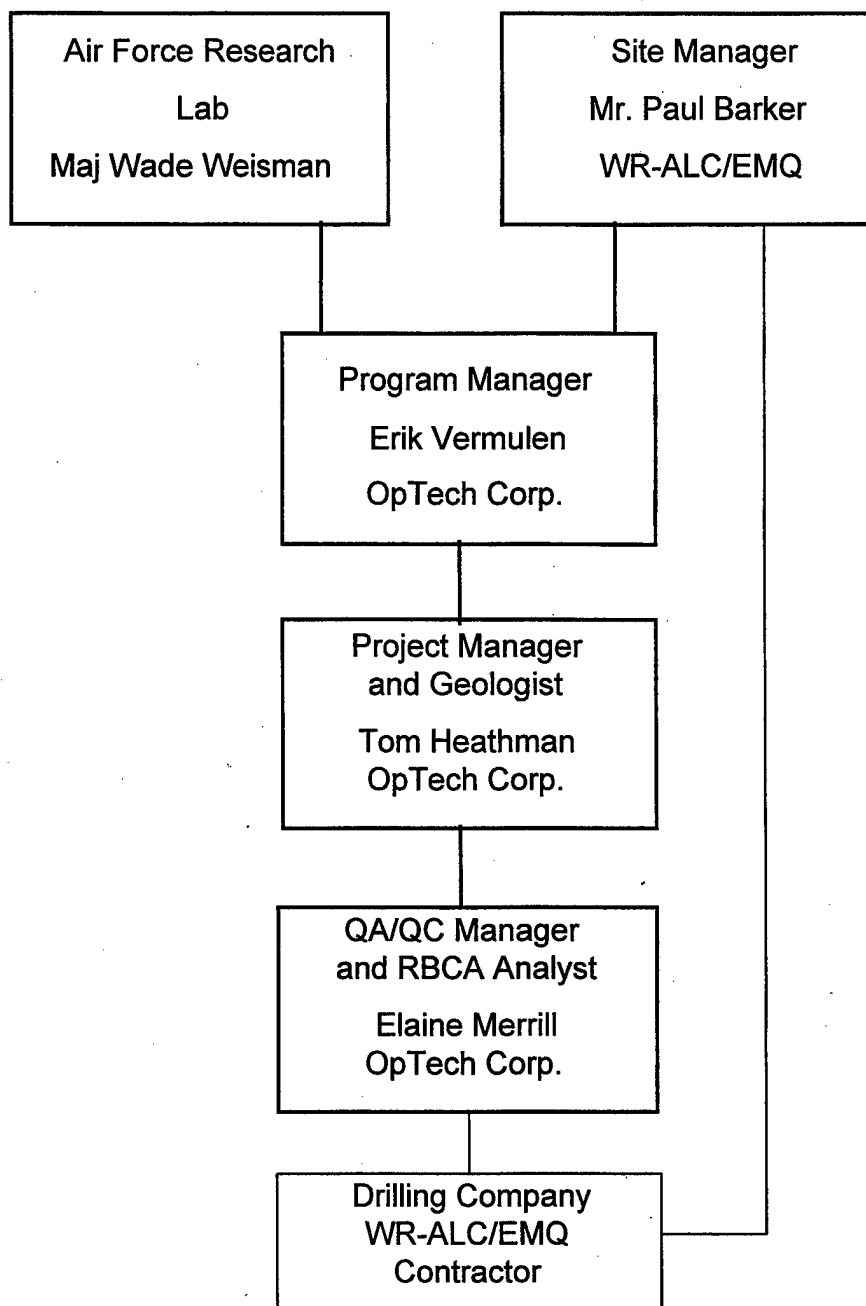 Air Force Research
Lab
Maj Wade Weisman
Site Manager
Mr. Paul Barker
WR-ALC/EMQ
Program Manager
Erik Vermulen
OpTech Corp.
Project Manager
and Geologist
Tom Heathman
OpTech Corp.
QA/QC Manager
and RBCA Analyst
Elaine Merrill
OpTech Corp.
Drilling Company
WR-ALC/EMQ
Contractor